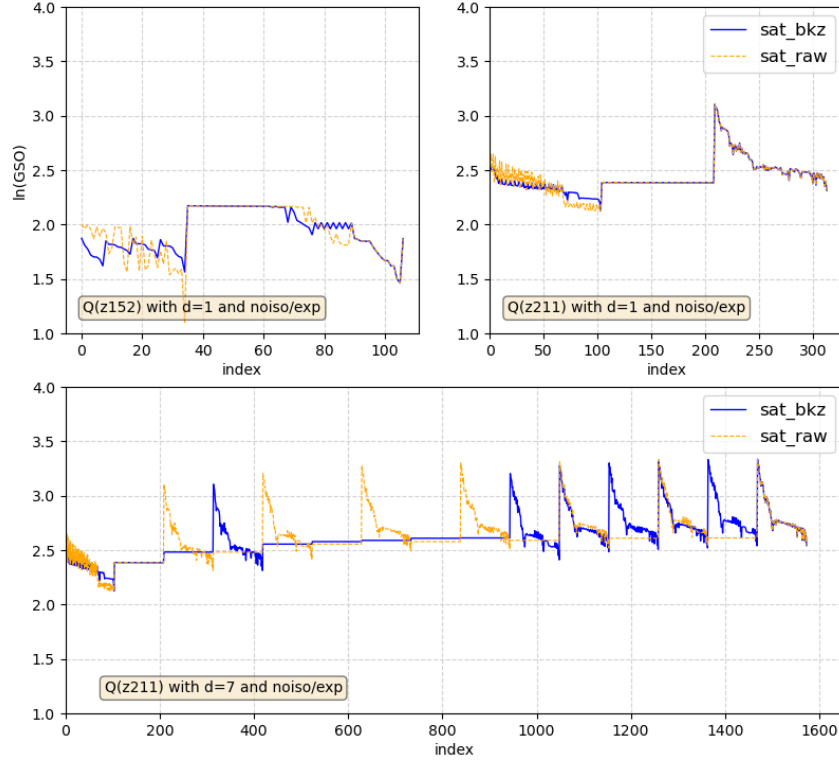 4.0
3.5
3.0
2.5
2.0
1.5
1.0
ln(GSO)
Q(z152) with d=1 and noiso/exp
0 20 40 60 80 100
index
4.0
3.5
3.0
2.5
2.0
1.5
1.0
sat_bkz
sat_raw
Q(z211) with d=1 and noiso/exp
0 50 100 150 200 250 300
index
4.0
3.5
3.0
2.5
2.0
1.5
1.0
sat_bkz
sat_raw
Q(z211) with d=7 and noiso/exp
0 200 400 600 800 1000 1200 1400 1600
index